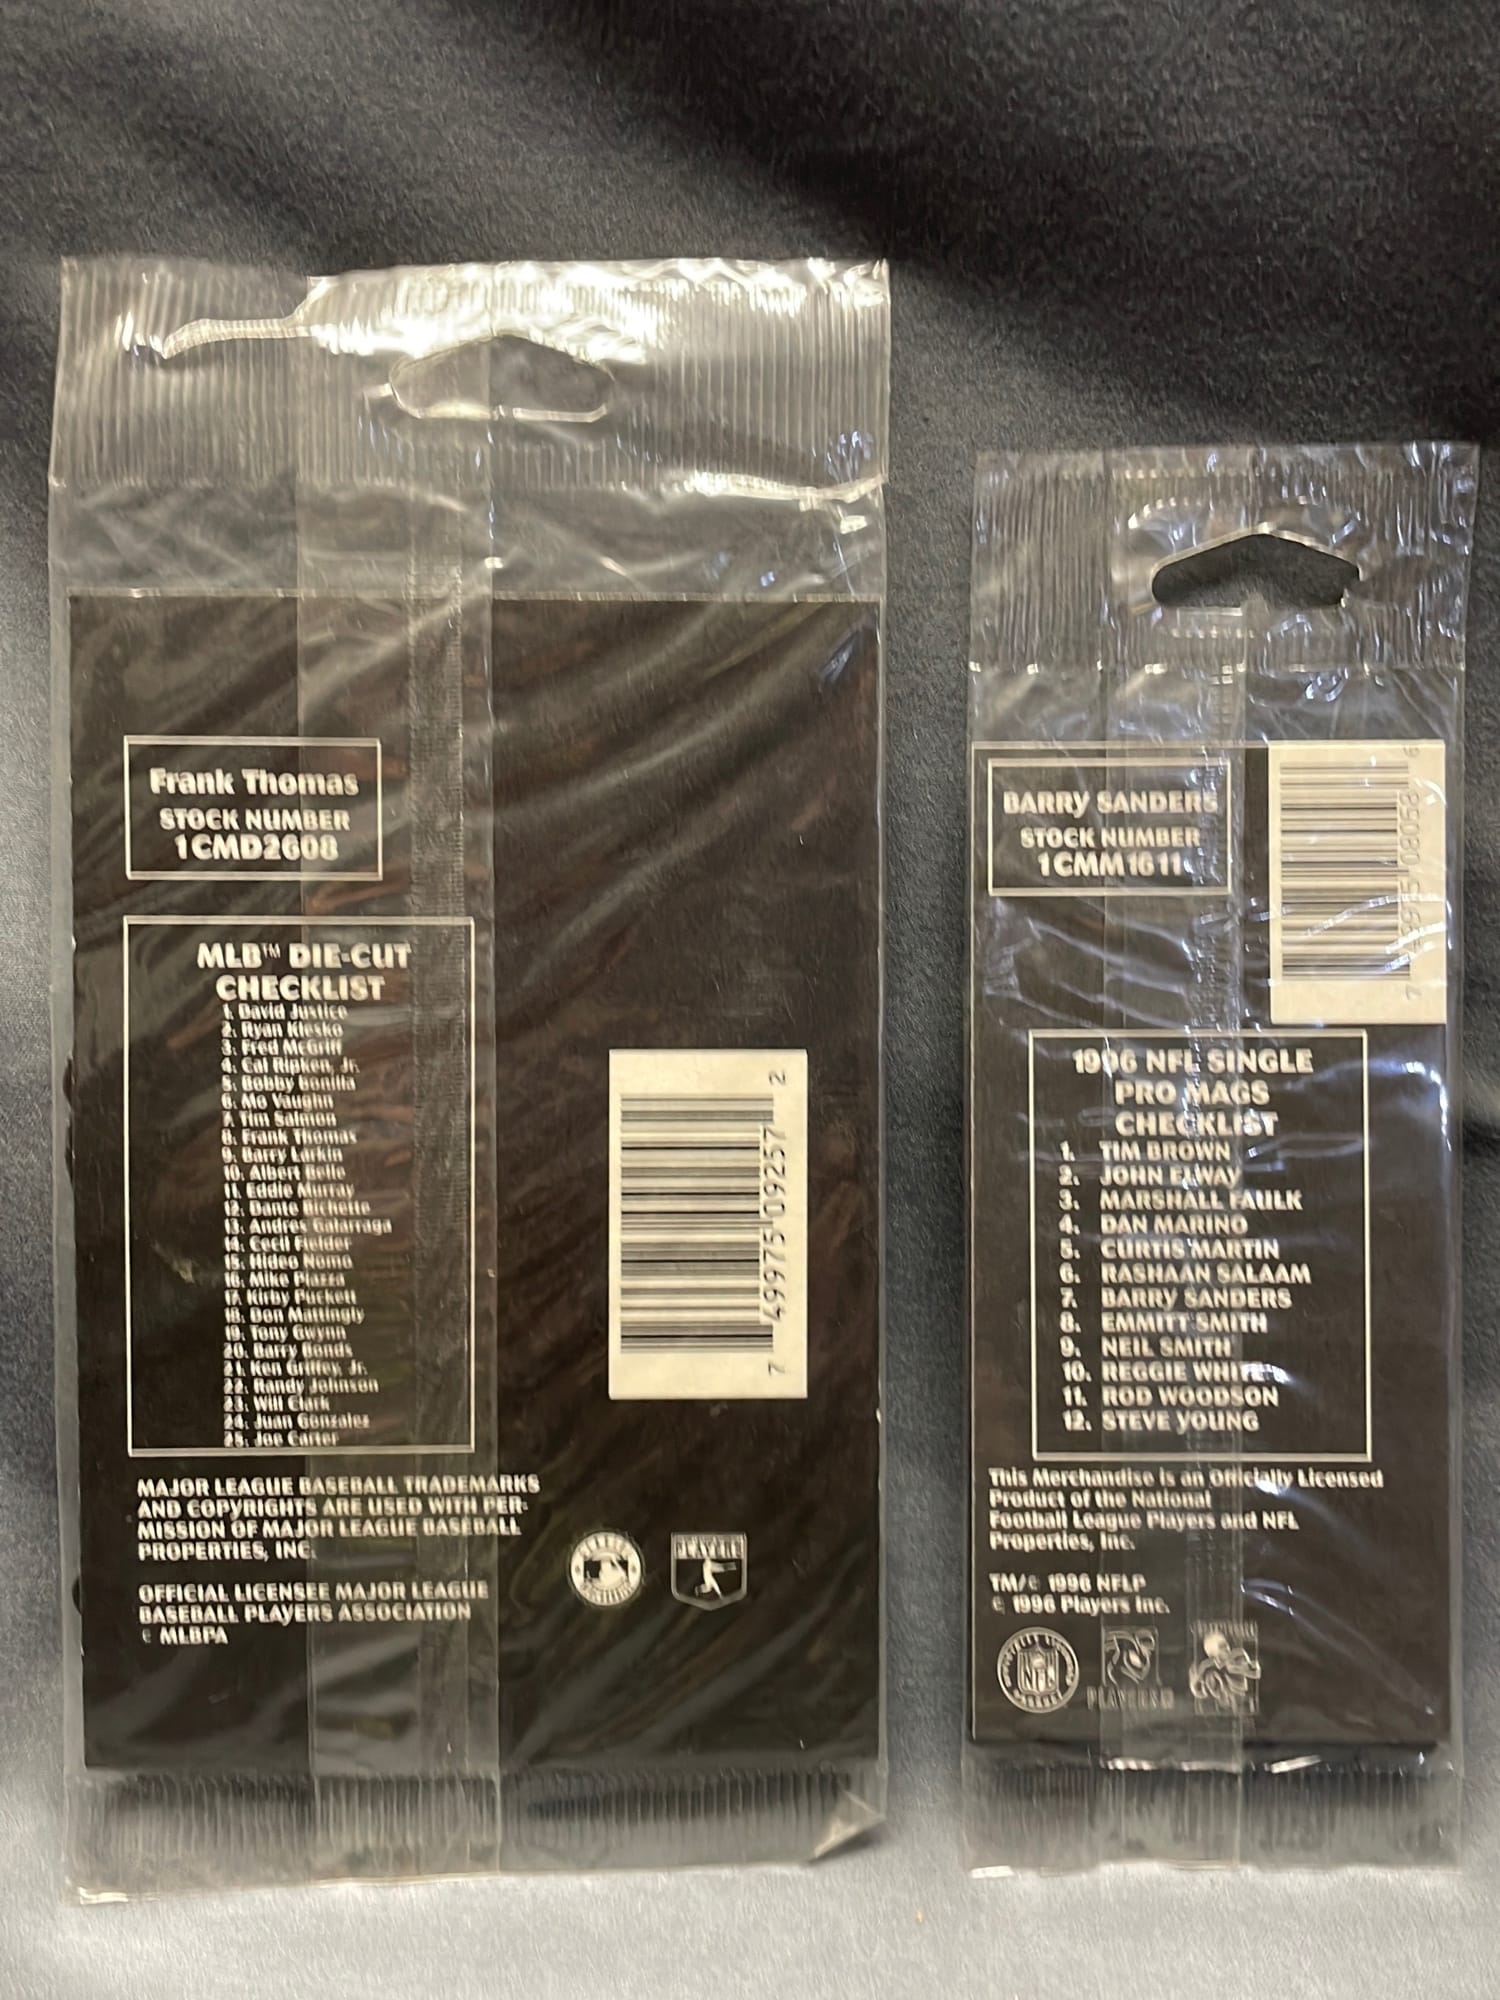 Frank Thomas
STOCK NUMBER
1CMD2608
MLB™ DIE-CUT
CHECKLIST
1. David Justice
2. Ryan Klesko
3. Fred McGriff
4. Cal Ripken, Jr.
5. Bobby Bonilla
6. Mo Vaughn
7. Tim Salmon
8. Frank Thomas
9. Barry Larkin
10. Albert Belle
11. Eddie Murray
12. Dante Bichette
13. Andres Galarraga
14. Cecil Fielder
15. Hideo Nomo
16. Mike Piazza
17. Kirby Puckett
18. Don Mattingly
19. Tony Gwynn
20. Barry Bonds
21. Ken Griffey, Jr.
22. Randy Johnson
23. Will Clark
24. Juan Gonzalez
25. Joe Carter
MAJOR LEAGUE BASEBALL TRADEMARKS
AND COPYRIGHTS ARE USED WITH PER-
MISSION OF MAJOR LEAGUE BASEBALL
PROPERTIES, INC.
OFFICIAL LICENSEE MAJOR LEAGUE
BASEBALL PLAYERS ASSOCIATION
© MLBPA
7 49975 09257 2
BARRY SANDERS
STOCK NUMBER
1CMM1611
7 49975 08058 6
1996 NFL SINGLE
PRO MAGS
CHECKLIST
1. TIM BROWN
2. JOHN ELWAY
3. MARSHALL FAULK
4. DAN MARINO
5. CURTIS MARTIN
6. RASHAAN SALAAM
7. BARRY SANDERS
8. EMMITT SMITH
9. NEIL SMITH
10. REGGIE WHITE
11. ROD WOODSON
12. STEVE YOUNG
This Merchandise is an Officially Licensed
Product of the National
Football League Players and NFL
Properties, Inc.
TM/© 1996 NFLP
© 1996 Players Inc.
NFL
PLAYERS